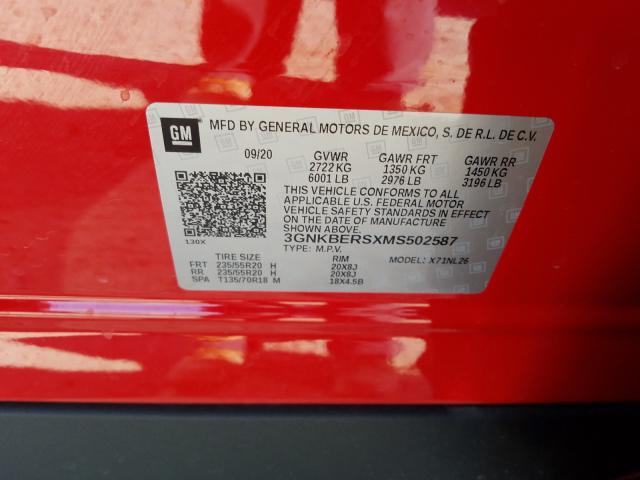 GM
MFD BY GENERAL MOTORS DE MEXICO, S. DE R.L. DE C.V.
09/20 GVWR GAWR FRT GAWR RR
2722 KG 1350 KG 1450 KG
6001 LB 2976 LB 3196 LB
THIS VEHICLE CONFORMS TO ALL
APPLICABLE U.S. FEDERAL MOTOR
VEHICLE SAFETY STANDARDS IN EFFECT
ON THE DATE OF MANUFACTURE
SHOWN ABOVE.
3GNKBERSXMS502587
130X
TYPE: M.P.V. MODEL: X71NL26
TIRE SIZE RIM
FRT 235/55R20 H 20X8J
RR 235/55R20 H 20X8J
SPA T135/70R18 M 18X4.5B